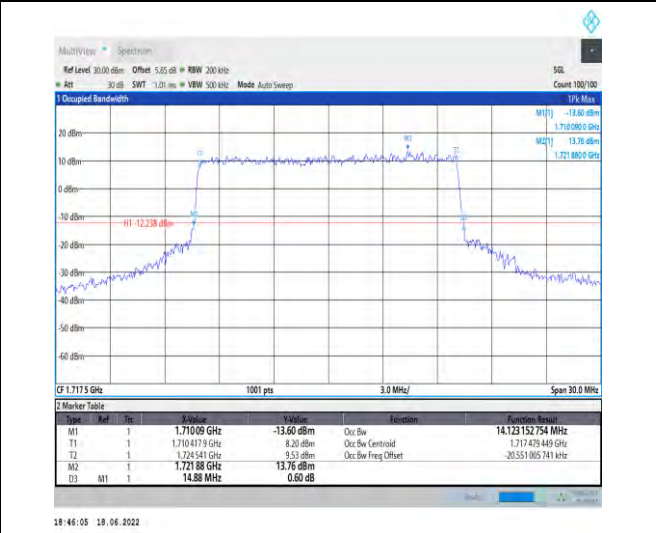 MultiView Spectrum
Ref Level 30.00 dBm Offset 5.65 dB RBW 200 kHz SGL
Att 30 dB SWT 1.01 ms VBW 500 kHz Mode Auto Sweep Count 100/100
1 Occupied Bandwidth 1Pk Max
M1[1] -13.60 dBm
1.710 090 0 GHz
M2[1] 13.76 dBm
1.721 880 0 GHz
20 dBm
M2
T1
T2
10 dBm
0 dBm
-10 dBm
M1
H1 -12.238 dBm
-20 dBm
-30 dBm
-40 dBm
-50 dBm
-60 dBm
CF 1.717 5 GHz 1001 pts 3.0 MHz/ Span 30.0 MHz
2 Marker Table
Type Ref Trc X-Value Y-Value Function Function Result
M1 1 1.710 09 GHz -13.60 dBm Occ Bw 14.123 152 754 MHz
T1 1 1.710 417 9 GHz 8.20 dBm Occ Bw Centroid 1.717 479 449 GHz
T2 1 1.724 541 GHz 9.53 dBm Occ Bw Freq Offset -20.551 005 741 kHz
M2 1 1.721 88 GHz 13.76 dBm
D3 M1 1 14.88 MHz 0.60 dB
18:46:05 18.06.2022